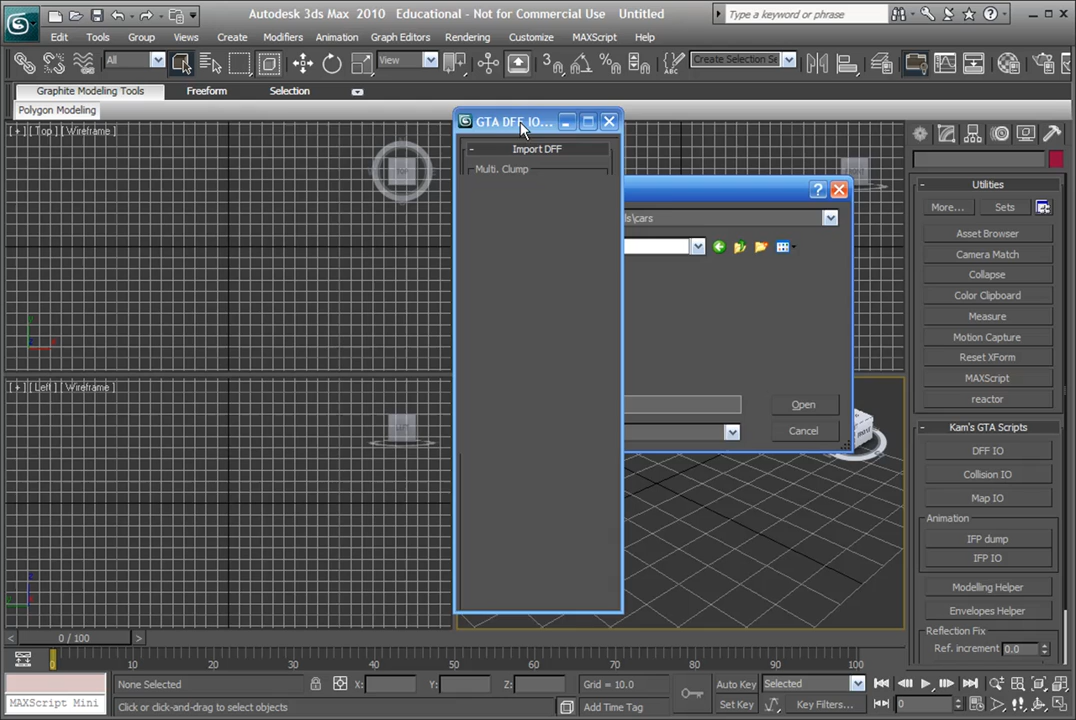 Autodesk 3ds Max 2010 Educational - Not for Commercial Use Untitled
Type a keyword or phrase
Edit Tools Group Views Create Modifiers Animation Graph Editors Rendering Customize MAXScript Help
All View Create Selection Se
Graphite Modeling Tools Freeform Selection
Polygon Modeling
[ + ] [ Top ] [ Wireframe ]
[ + ] [ Left ] [ Wireframe ]
GTA DFF IO...
Import DFF
Multi. Clump
ls\cars
Open
Cancel
Utilities
More... Sets
Asset Browser
Camera Match
Collapse
Color Clipboard
Measure
Motion Capture
Reset XForm
MAXScript
reactor
Kam's GTA Scripts
DFF IO
Collision IO
Map IO
Animation
IFP dump
IFP IO
Modelling Helper
Envelopes Helper
Reflection Fix
Ref. increment 0.0
0 / 100
0 10 20 30 40 50 60 70 80 90 100
None Selected X: Y: Z: Grid = 10.0 Auto Key Selected
MAXScript Mini Click or click-and-drag to select objects Add Time Tag Set Key Key Filters... 0